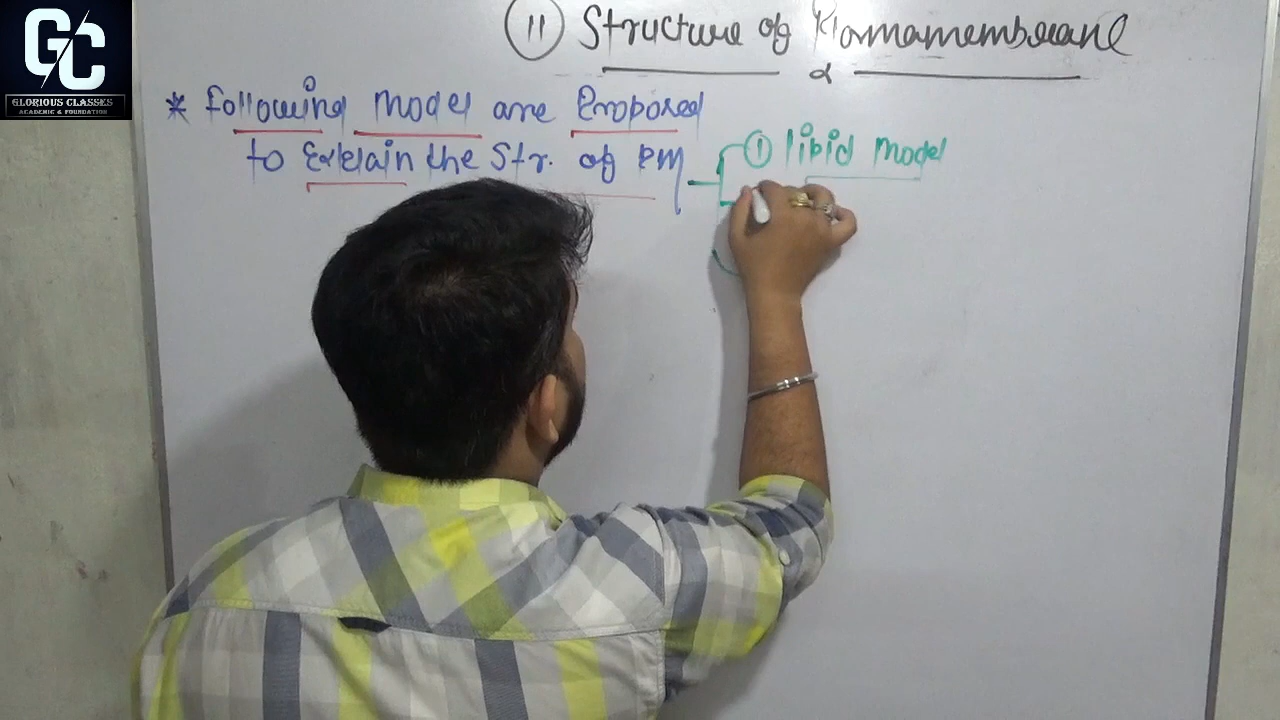 GC
GLORIOUS CLASSES
ACADEMIC & FOUNDATION
⑪ Structure of Plasmamembrane
* following Model are Proposed
to Explain the Str. of PM
① lipid Model